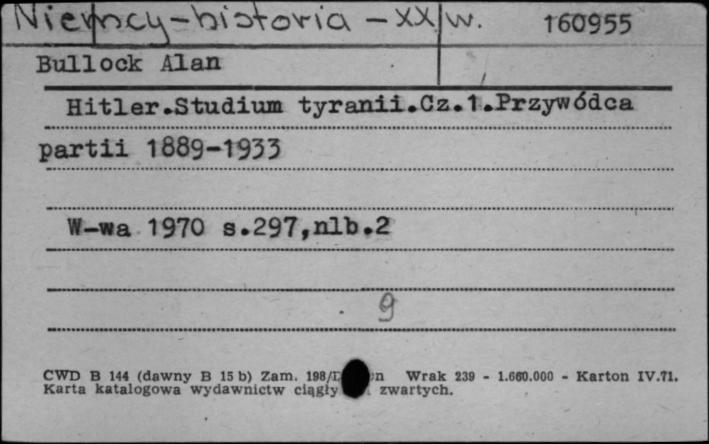 Niemcy-historia - XX w. 160955
Bullock Alan
Hitler.Studium tyranii.Cz.1.Przywódca
partii 1889-1933
W-wa 1970 s.297,nlb.2
9
CWD B 144 (dawny B 15 b) Zam. 198/ Wrak 239 - 1.660.000 - Karton IV.71.
Karta katalogowa wydawnictw ciągły zwartych.